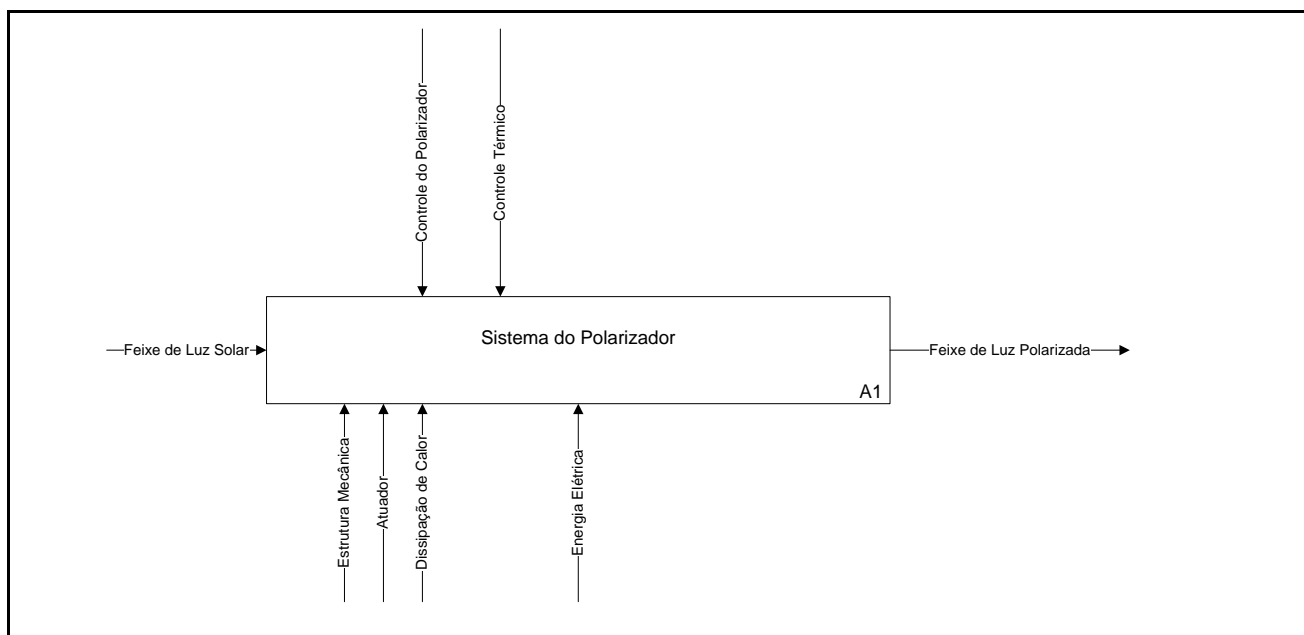 Controle do Polarizador
Controle Térmico
Sistema do Polarizador
Feixe de Luz Solar
Feixe de Luz Polarizada
A1
Estrutura Mecânica
Atuador
Dissipação de Calor
Energia Elétrica